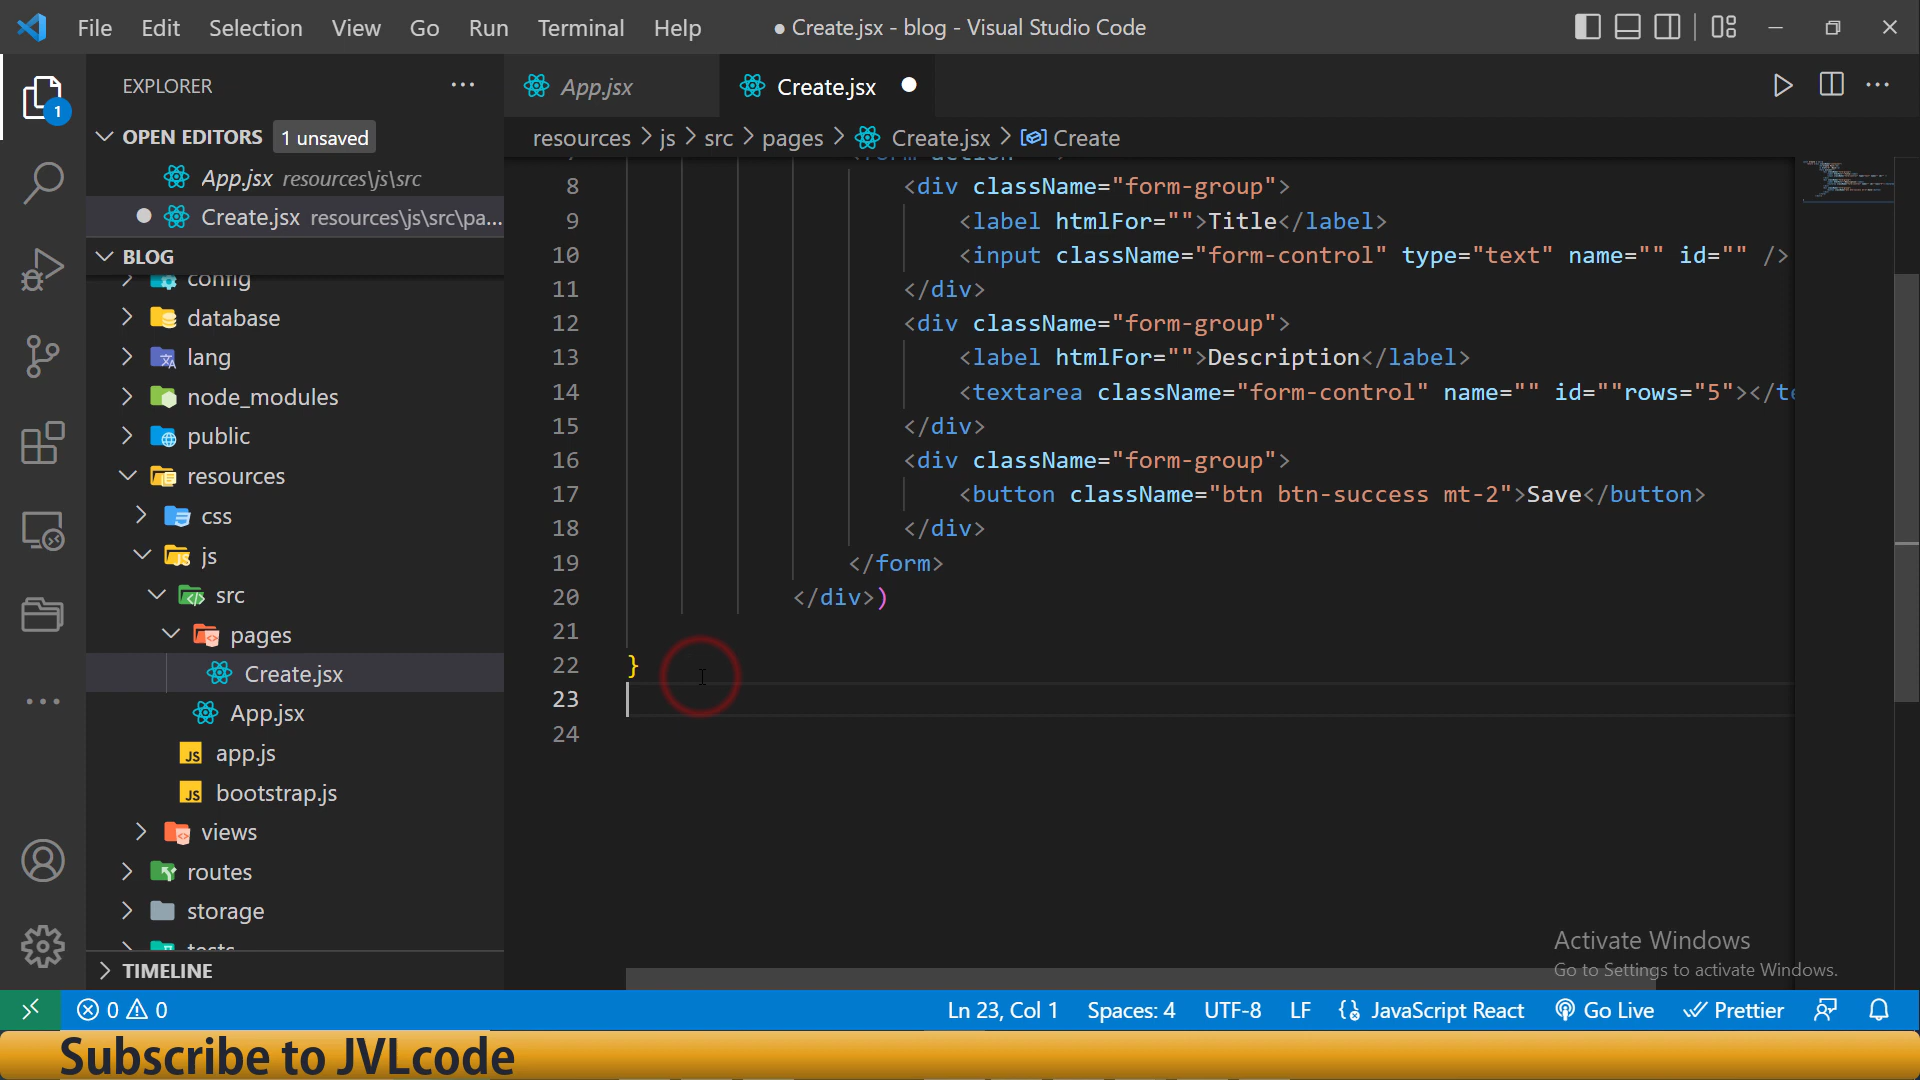 File Edit Selection View Go Run Terminal Help
● Create.jsx - blog - Visual Studio Code
EXPLORER
OPEN EDITORS 1 unsaved
App.jsx resources\js\src
Create.jsx resources\js\src\pa...
BLOG
config
database
lang
node_modules
public
resources
css
js
src
pages
Create.jsx
App.jsx
app.js
bootstrap.js
views
routes
storage
tests
TIMELINE
1
App.jsx Create.jsx
resources > js > src > pages > Create.jsx > Create
8 <div className="form-group">
9 <label htmlFor="">Title</label>
10 <input className="form-control" type="text" name="" id="" />
11 </div>
12 <div className="form-group">
13 <label htmlFor="">Description</label>
14 <textarea className="form-control" name="" id=""rows="5"></te
15 </div>
16 <div className="form-group">
17 <button className="btn btn-success mt-2">Save</button>
18 </div>
19 </form>
20 </div>)
21
22 }
23
24
Activate Windows
Go to Settings to activate Windows.
0 0 Ln 23, Col 1 Spaces: 4 UTF-8 LF JavaScript React Go Live Prettier
Subscribe to JVLcode